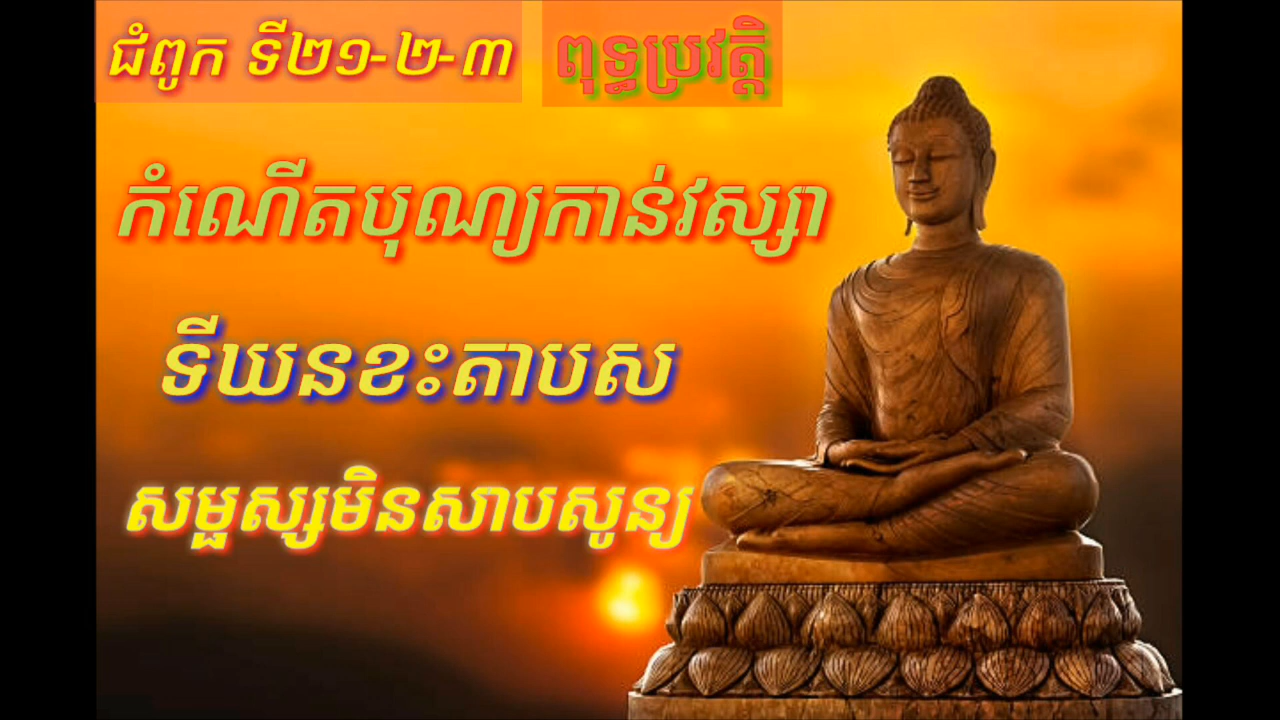 ជំពូក ទី២១-២-៣ ពុទ្ធប្រវត្តិ
កំណើតបុណ្យកាន់វស្សា
ទីឃនខះតាបស
សម្ផស្សមិនសាបសូន្យ